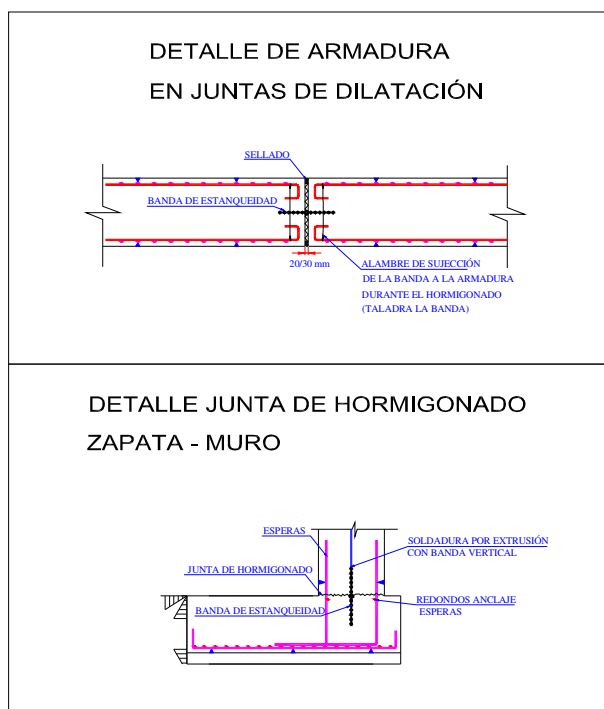 DETALLE DE ARMADURA
EN JUNTAS DE DILATACIÓN
SELLADO
BANDA DE ESTANQUEIDAD
20/30 mm
ALAMBRE DE SUJECCIÓN
DE LA BANDA A LA ARMADURA
DURANTE EL HORMIGONADO
(TALADRA LA BANDA)
DETALLE JUNTA DE HORMIGONADO
ZAPATA - MURO
ESPERAS
SOLDADURA POR EXTRUSIÓN
CON BANDA VERTICAL
JUNTA DE HORMIGONADO
BANDA DE ESTANQUEIDAD
REDONDOS ANCLAJE
ESPERAS